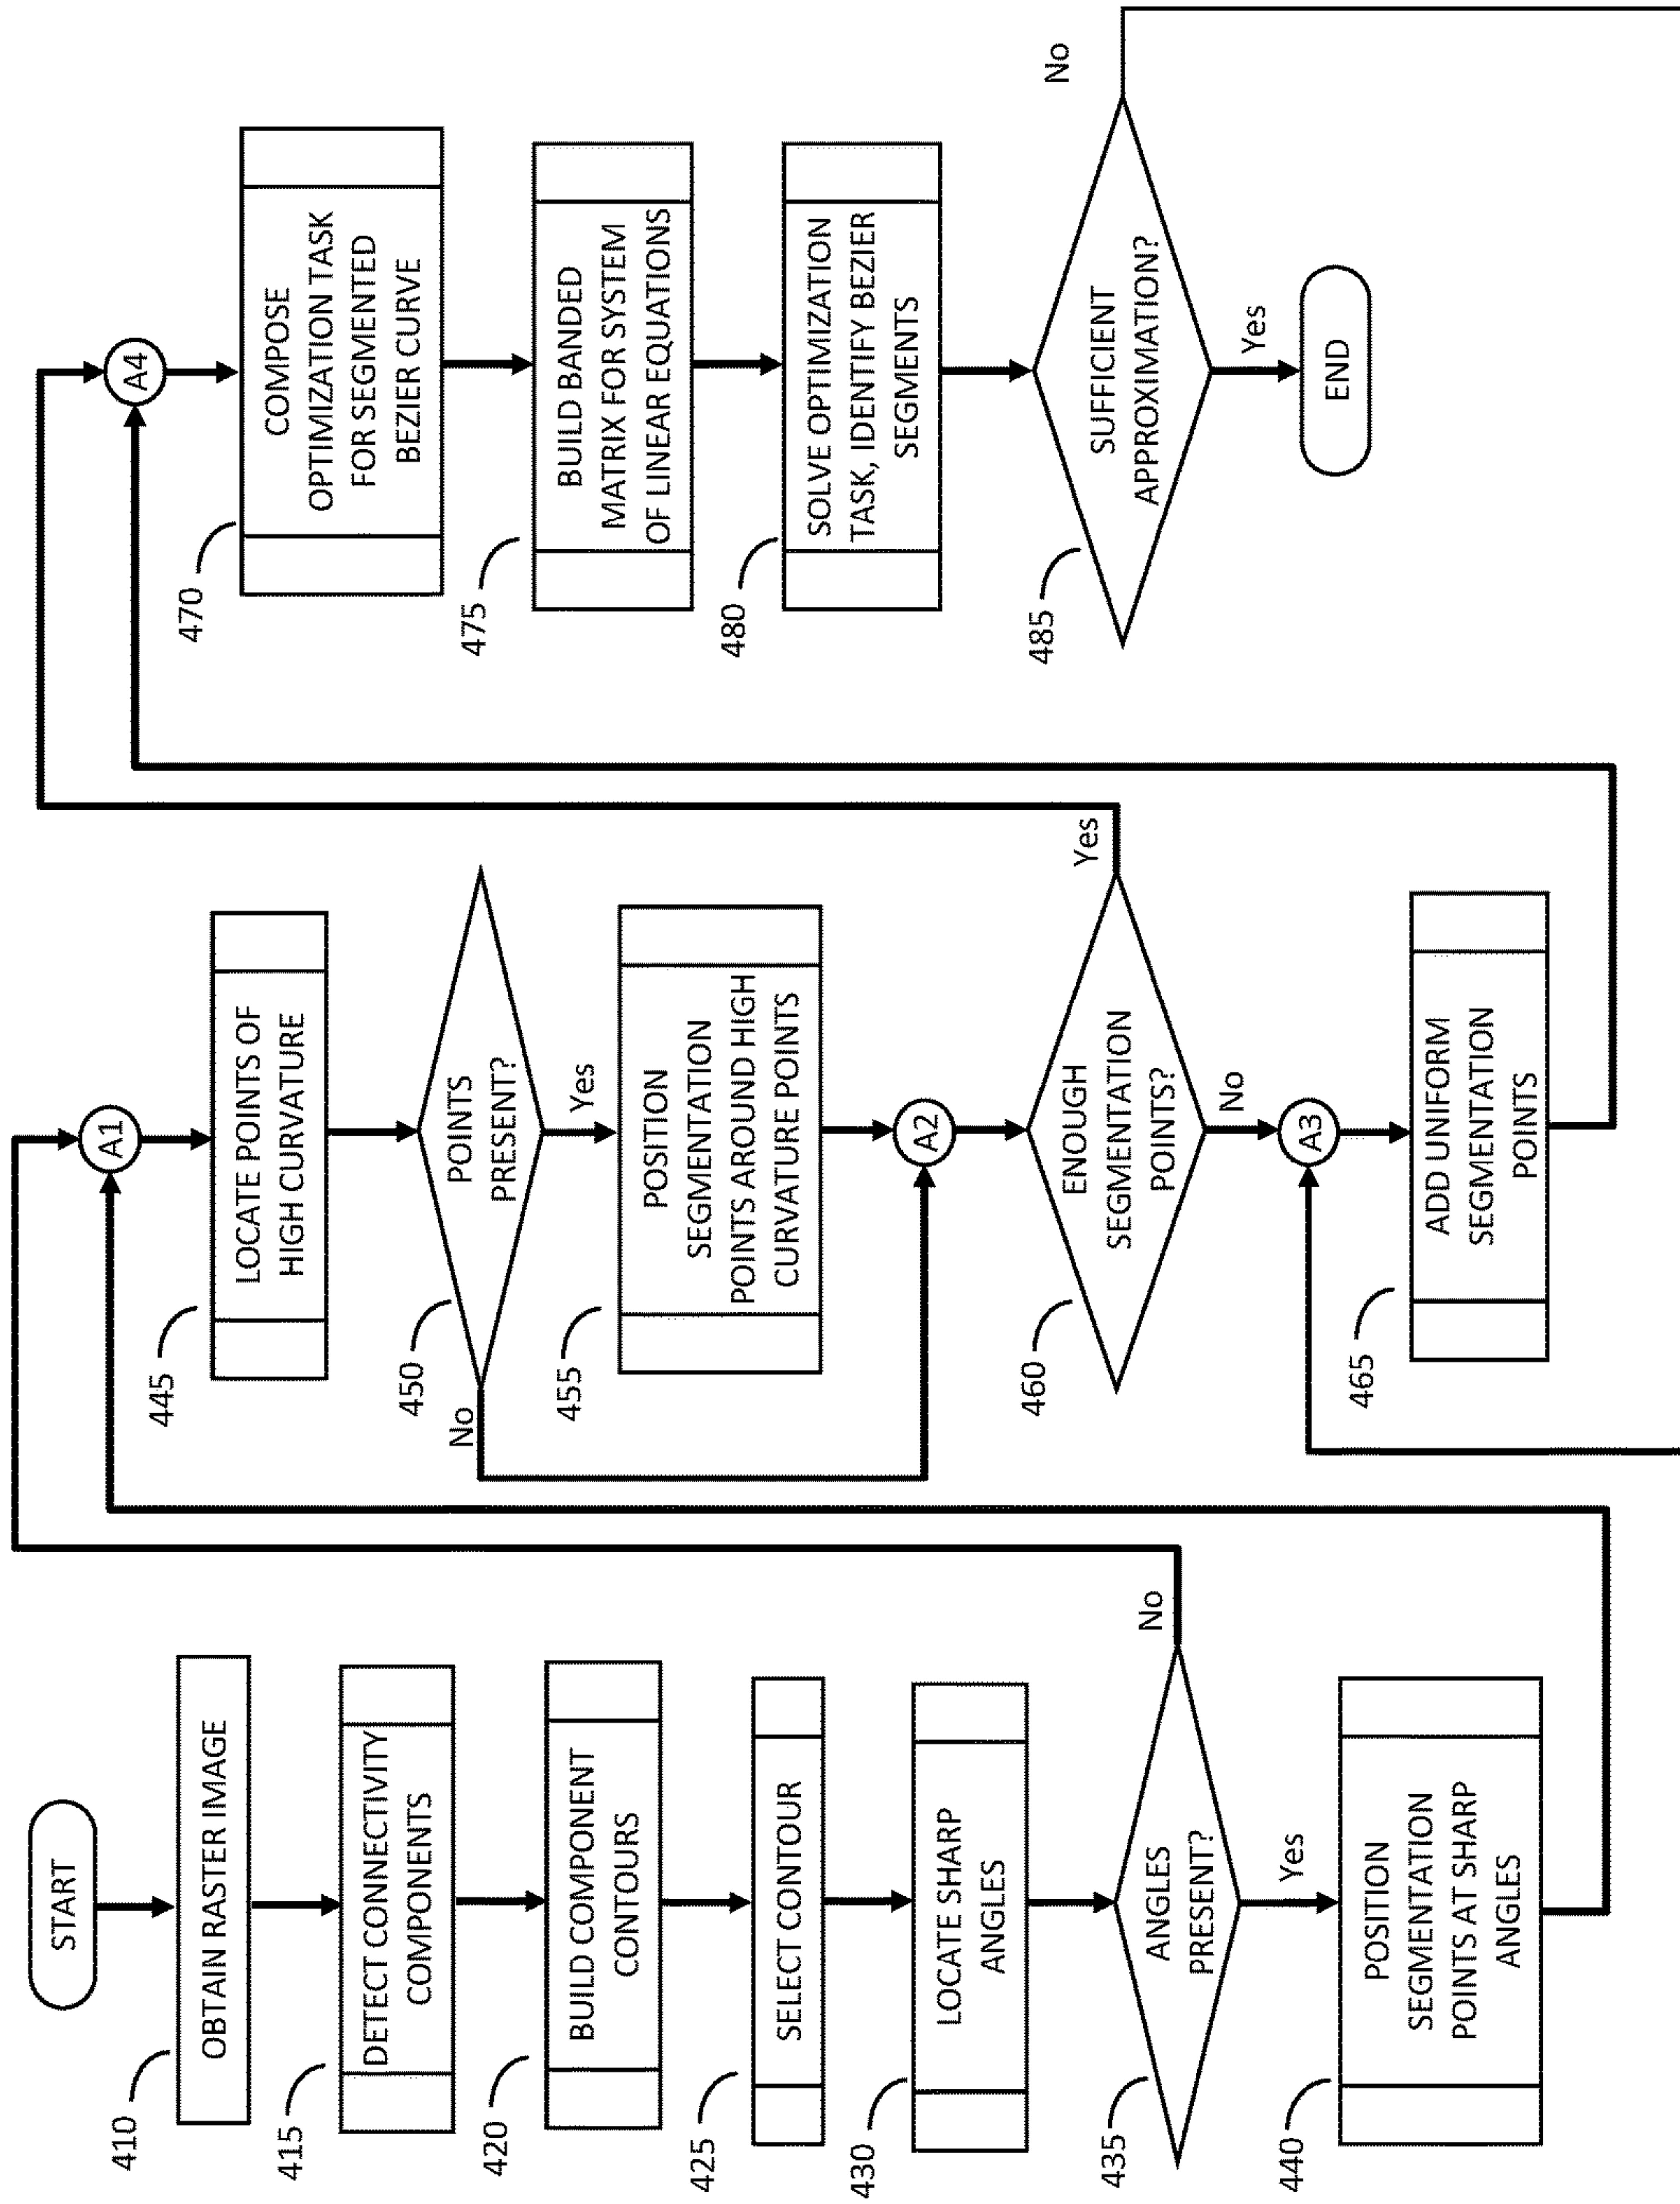 START
410
OBTAIN RASTER IMAGE
415
DETECT CONNECTIVITY
COMPONENTS
420
BUILD COMPONENT
CONTOURS
425
SELECT CONTOUR
430
LOCATE SHARP
ANGLES
435
ANGLES
PRESENT?
No
Yes
440
POSITION
SEGMENTATION
POINTS AT SHARP
ANGLES
A1
445
LOCATE POINTS OF
HIGH CURVATURE
450
POINTS
PRESENT?
No
Yes
455
POSITION
SEGMENTATION
POINTS AROUND HIGH
CURVATURE POINTS
A2
460
ENOUGH
SEGMENTATION
POINTS?
Yes
No
A3
465
ADD UNIFORM
SEGMENTATION
POINTS
A4
470
COMPOSE
OPTIMIZATION TASK
FOR SEGMENTED
BEZIER CURVE
475
BUILD BANDED
MATRIX FOR SYSTEM
OF LINEAR EQUATIONS
480
SOLVE OPTIMIZATION
TASK, IDENTIFY BEZIER
SEGMENTS
485
SUFFICIENT
APPROXIMATION?
No
Yes
END